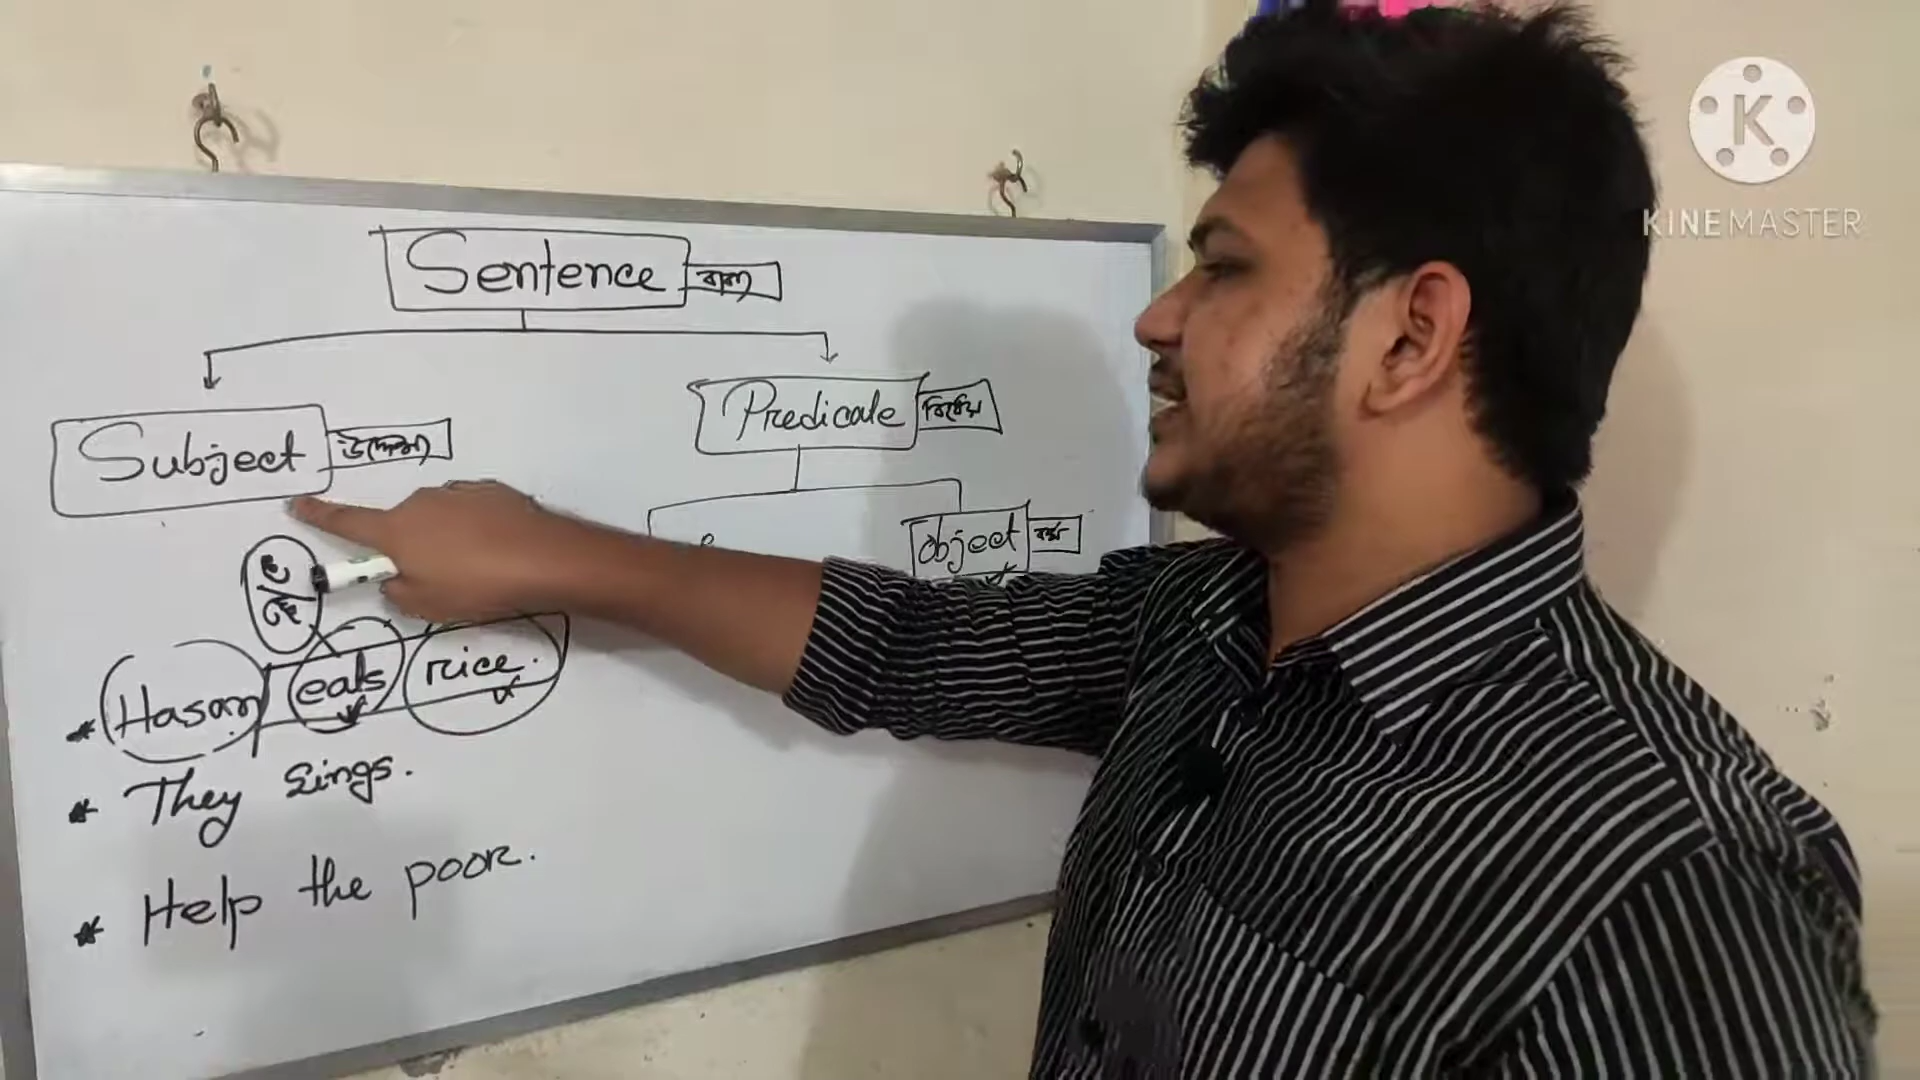 K
KINEMASTER
Sentence বাক্য
Subject উদ্দেশ্য
Predicate বিধেয়
Object কর্ম
কি
কে
* Hasan eats rice.
* They sings.
* Help the poor.